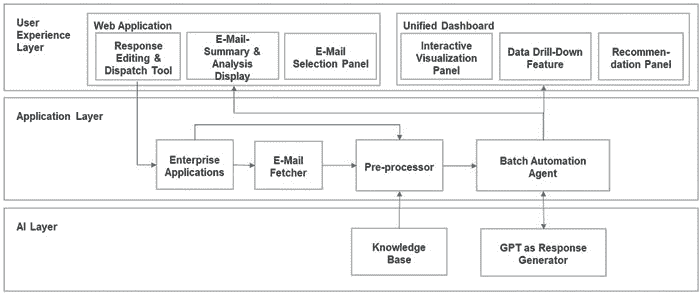 User
Experience
Layer
Web Application
Response
Editing &
Dispatch Tool
E-Mail-
Summary &
Analysis
Display
E-Mail
Selection Panel
Unified Dashboard
Interactive
Visualization
Panel
Data Drill-Down
Feature
Recommen-
dation Panel
Application Layer
Enterprise
Applications
E-Mail
Fetcher
Pre-processor
Batch Automation
Agent
AI Layer
Knowledge
Base
GPT as Response
Generator